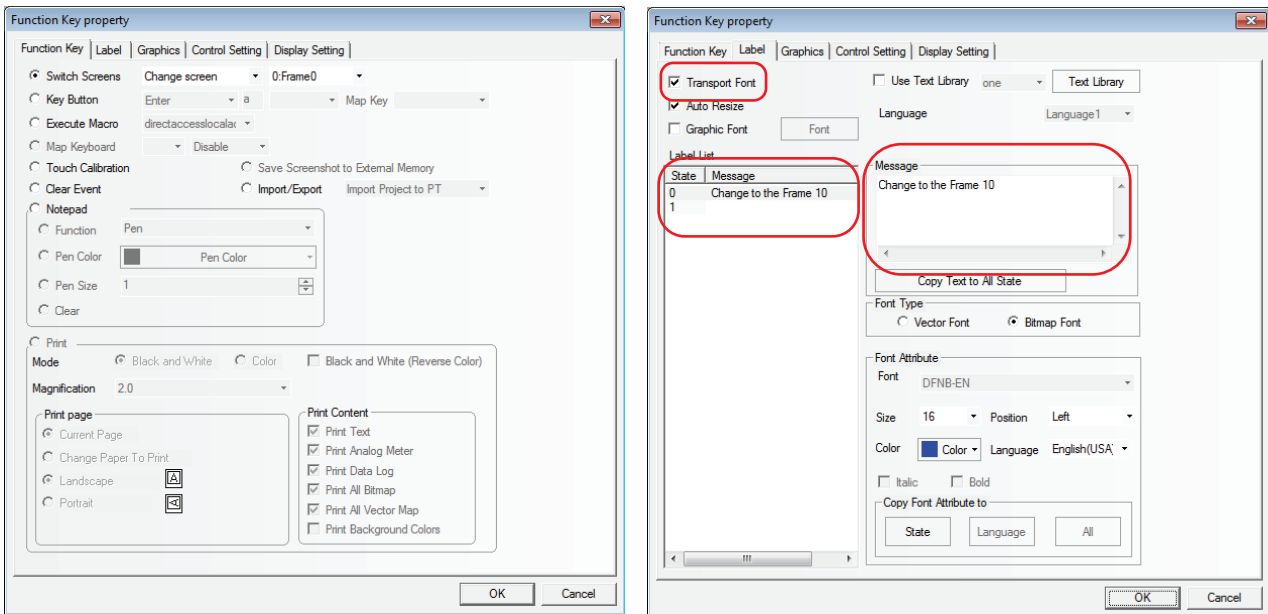 Function Key property
Function Key Label Graphics Control Setting Display Setting
Switch Screens Change screen 0:Frame0
Key Button Enter a Map Key
Execute Macro directaccesslocalac
Map Keyboard Disable
Touch Calibration Save Screenshot to External Memory
Clear Event Import/Export Import Project to PT
Notepad
Function Pen
Pen Color Pen Color
Pen Size 1
Clear
Print
Mode Black and White Color Black and White (Reverse Color)
Magnification 2.0
Print page
Current Page
Change Paper To Print
Landscape A
Portrait A
Print Content
Print Text
Print Analog Meter
Print Data Log
Print All Bitmap
Print All Vector Map
Print Background Colors
OK Cancel
Function Key property
Function Key Label Graphics Control Setting Display Setting
Transport Font
Auto Resize
Graphic Font Font
Label List
State Message
0 Change to the Frame 10
1
Use Text Library one Text Library
Language Language1
Message
Change to the Frame 10
Copy Text to All State
Font Type
Vector Font Bitmap Font
Font Attribute
Font DFNB-EN
Size 16 Position Left
Color Color Language English(USA)
Italic Bold
Copy Font Attribute to
State Language All
OK Cancel